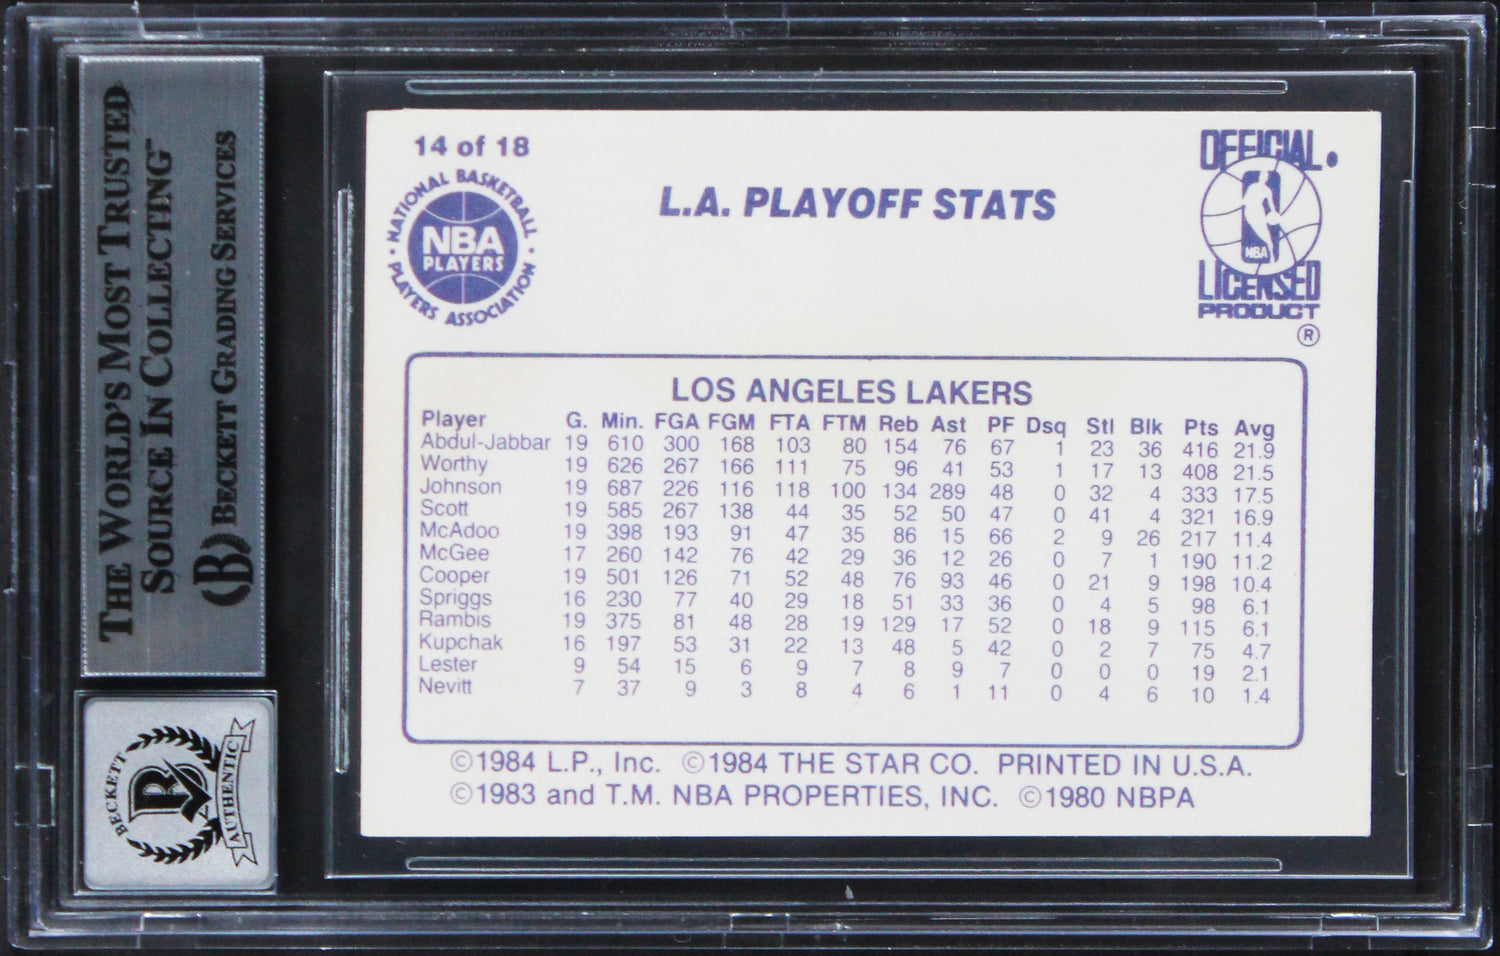 THE WORLD'S MOST TRUSTED
SOURCE IN COLLECTING™
B BECKETT GRADING SERVICES
BECKETT
B
AUTHENTIC
14 of 18
NATIONAL BASKETBALL
NBA
PLAYERS
PLAYERS ASSOCIATION
L.A. PLAYOFF STATS
OFFICIAL
NBA
LICENSED
PRODUCT
®
LOS ANGELES LAKERS
Player G. Min. FGA FGM FTA FTM Reb Ast PF Dsq Stl Blk Pts Avg
Abdul-Jabbar 19 610 300 168 103 80 154 76 67 1 23 36 416 21.9
Worthy 19 626 267 166 111 75 96 41 53 1 17 13 408 21.5
Johnson 19 687 226 116 118 100 134 289 48 0 32 4 333 17.5
Scott 19 585 267 138 44 35 52 50 47 0 41 4 321 16.9
McAdoo 19 398 193 91 47 35 86 15 66 2 9 26 217 11.4
McGee 17 260 142 76 42 29 36 12 26 0 7 1 190 11.2
Cooper 19 501 126 71 52 48 76 93 46 0 21 9 198 10.4
Spriggs 16 230 77 40 29 18 51 33 36 0 4 5 98 6.1
Rambis 19 375 81 48 28 19 129 17 52 0 18 9 115 6.1
Kupchak 16 197 53 31 22 13 48 5 42 0 2 7 75 4.7
Lester 9 54 15 6 9 7 8 9 7 0 0 0 19 2.1
Nevitt 7 37 9 3 8 4 6 1 11 0 4 6 10 1.4
©1984 L.P., Inc. ©1984 THE STAR CO. PRINTED IN U.S.A.
©1983 and T.M. NBA PROPERTIES, INC. ©1980 NBPA